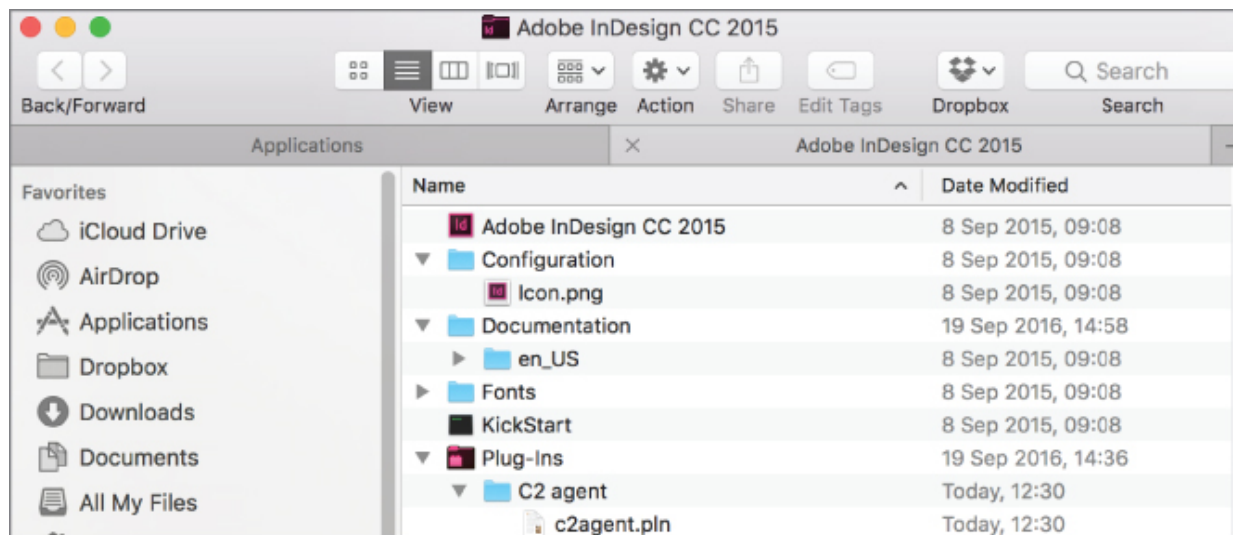 Adobe InDesign CC 2015
Search
Back/Forward View Arrange Action Share Edit Tags Dropbox Search
Applications Adobe InDesign CC 2015
Favorites
iCloud Drive
AirDrop
Applications
Dropbox
Downloads
Documents
All My Files
Name Date Modified
Adobe InDesign CC 2015 8 Sep 2015, 09:08
Configuration 8 Sep 2015, 09:08
Icon.png 8 Sep 2015, 09:08
Documentation 19 Sep 2016, 14:58
en_US 8 Sep 2015, 09:08
Fonts 8 Sep 2015, 09:08
KickStart 8 Sep 2015, 09:08
Plug-Ins 19 Sep 2016, 14:36
C2 agent Today, 12:30
c2agent.pln Today, 12:30